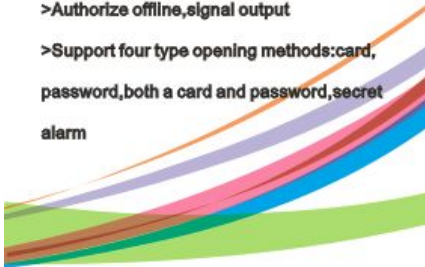 >Authorize offline,signal output
>Support four type opening methods:card,
password,both a card and password,secret
alarm